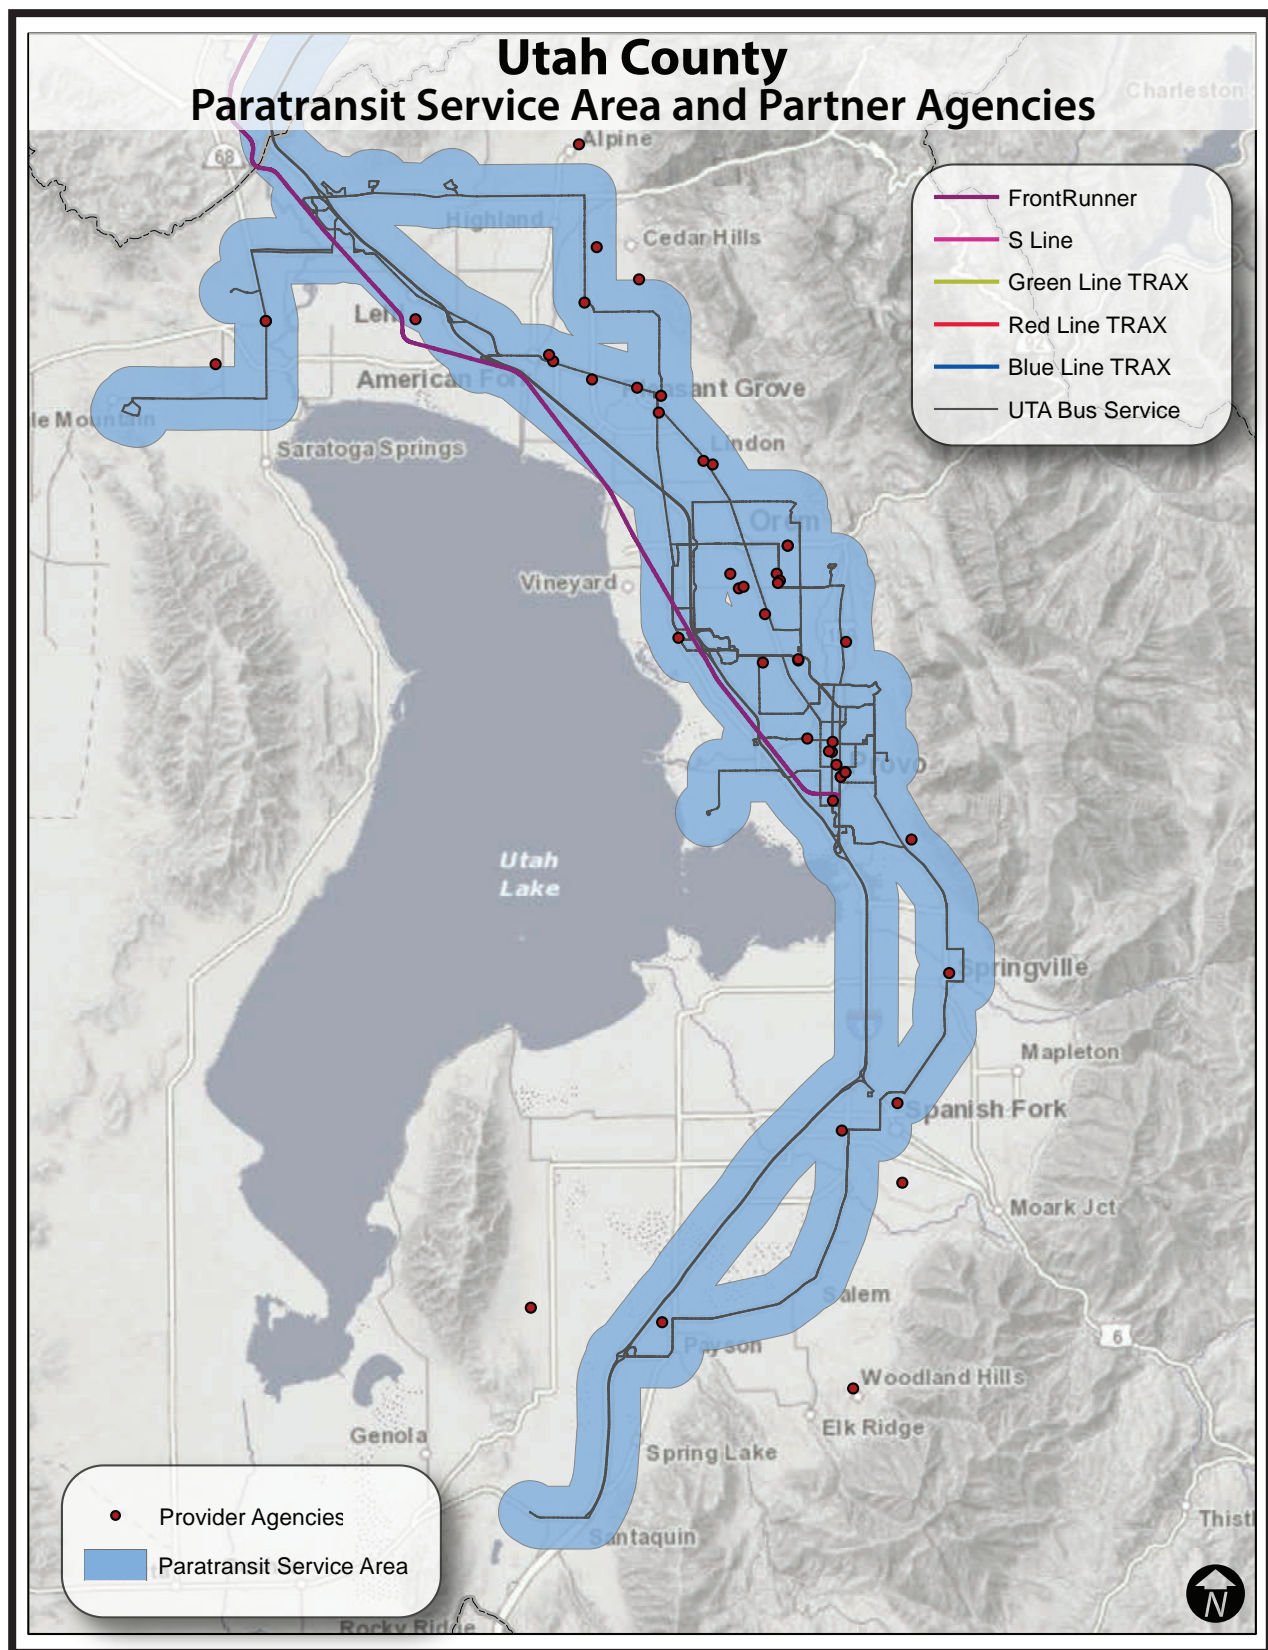 Utah County
Paratransit Service Area and Partner Agencies
Charleston
Alpine
68
FrontRunner
S Line
Green Line TRAX
Red Line TRAX
Blue Line TRAX
UTA Bus Service
Highland
Cedar Hills
Lehi
American Fork
Pleasant Grove
le Mountain
Lindon
Saratoga Springs
Orem
Vineyard
Provo
Utah
Lake
Springville
Mapleton
Spanish Fork
Moark Jct
Salem
6
Payson
Woodland Hills
Elk Ridge
Genola
Spring Lake
Provider Agencies
Thistl
Santaquin
Paratransit Service Area
N
Rocky Ridge